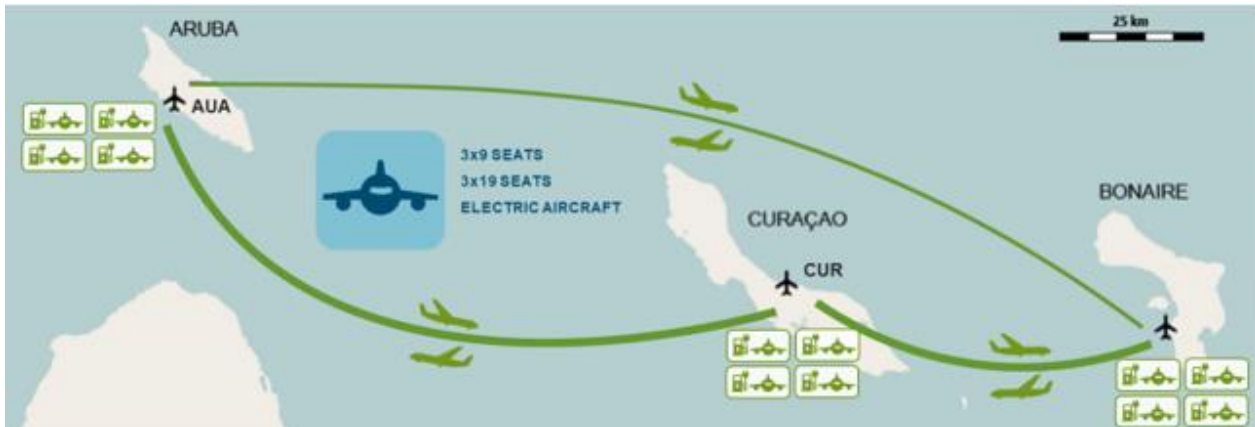 ARUBA
25 km
AUA
3x9 SEATS
3x19 SEATS
ELECTRIC AIRCRAFT
BONAIRE
CURAÇAO
CUR